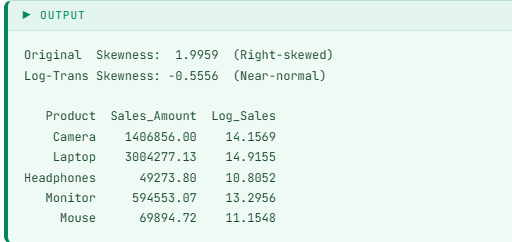 ▶ OUTPUT
Original  Skewness:  1.9959  (Right-skewed)
Log-Trans Skewness: -0.5556  (Near-normal)
Product  Sales_Amount  Log_Sales
Camera    1406856.00    14.1569
Laptop    3004277.13    14.9155
Headphones      49273.80    10.8052
Monitor     594553.07    13.2956
Mouse      69894.72    11.1548